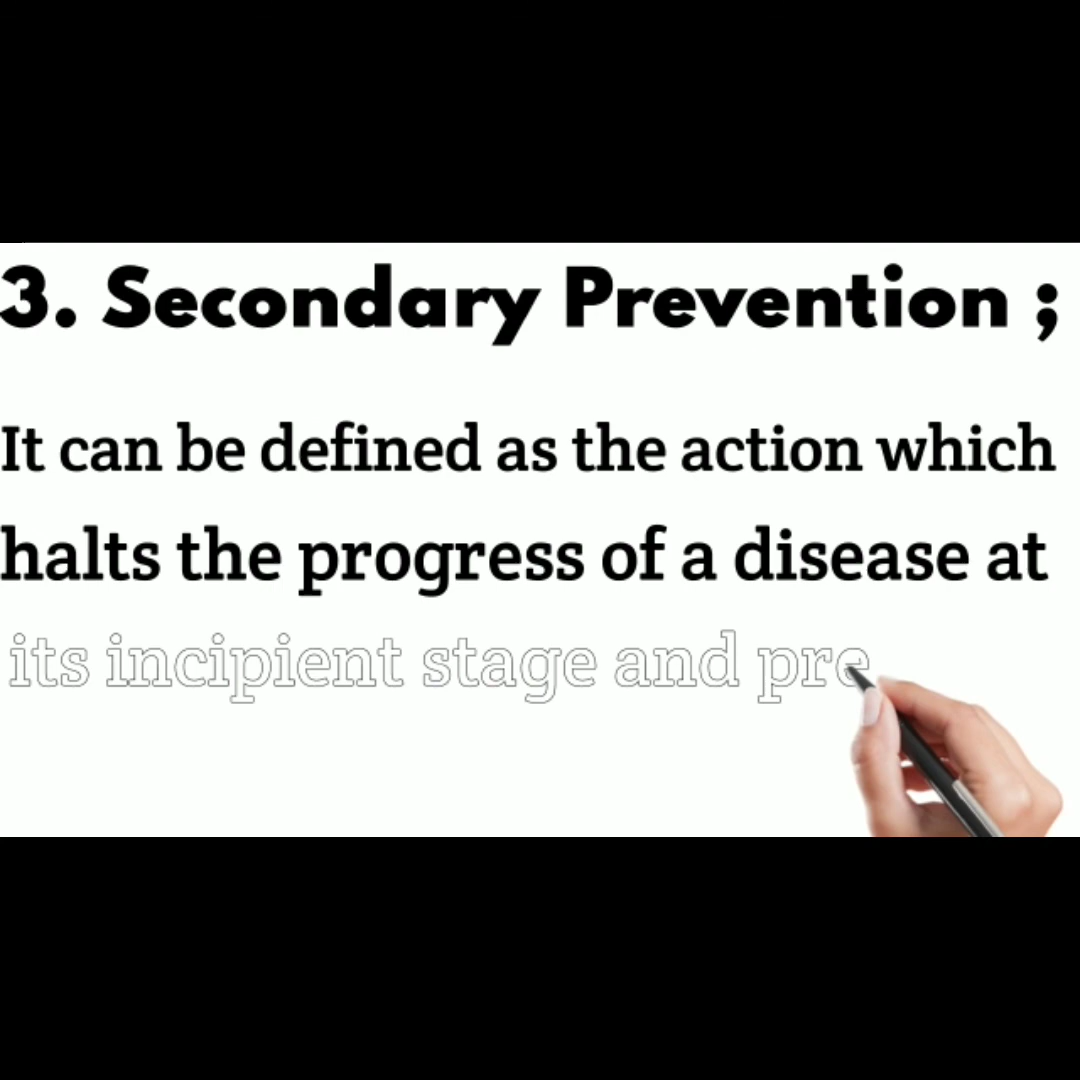 3. Secondary Prevention ;
It can be defined as the action which
halts the progress of a disease at
its incipient stage and pre